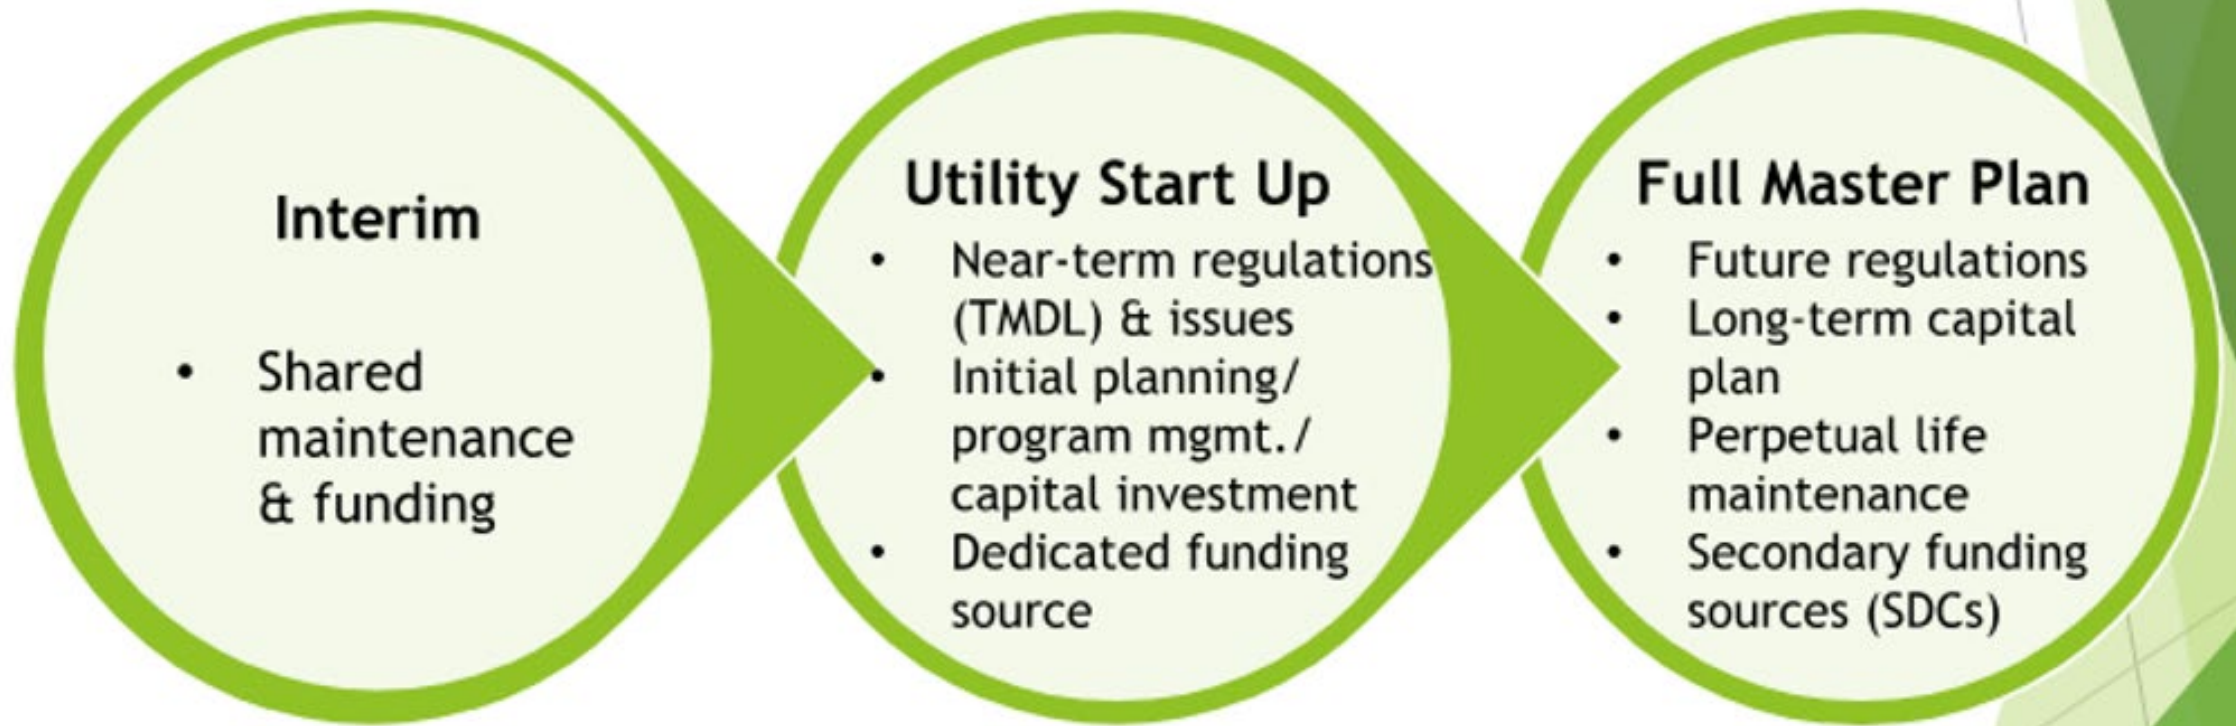 Interim
• Shared
maintenance
& funding
Utility Start Up
• Near-term regulations
(TMDL) & issues
• Initial planning/
program mgmt./
capital investment
• Dedicated funding
source
Full Master Plan
• Future regulations
• Long-term capital
plan
• Perpetual life
maintenance
• Secondary funding
sources (SDCs)